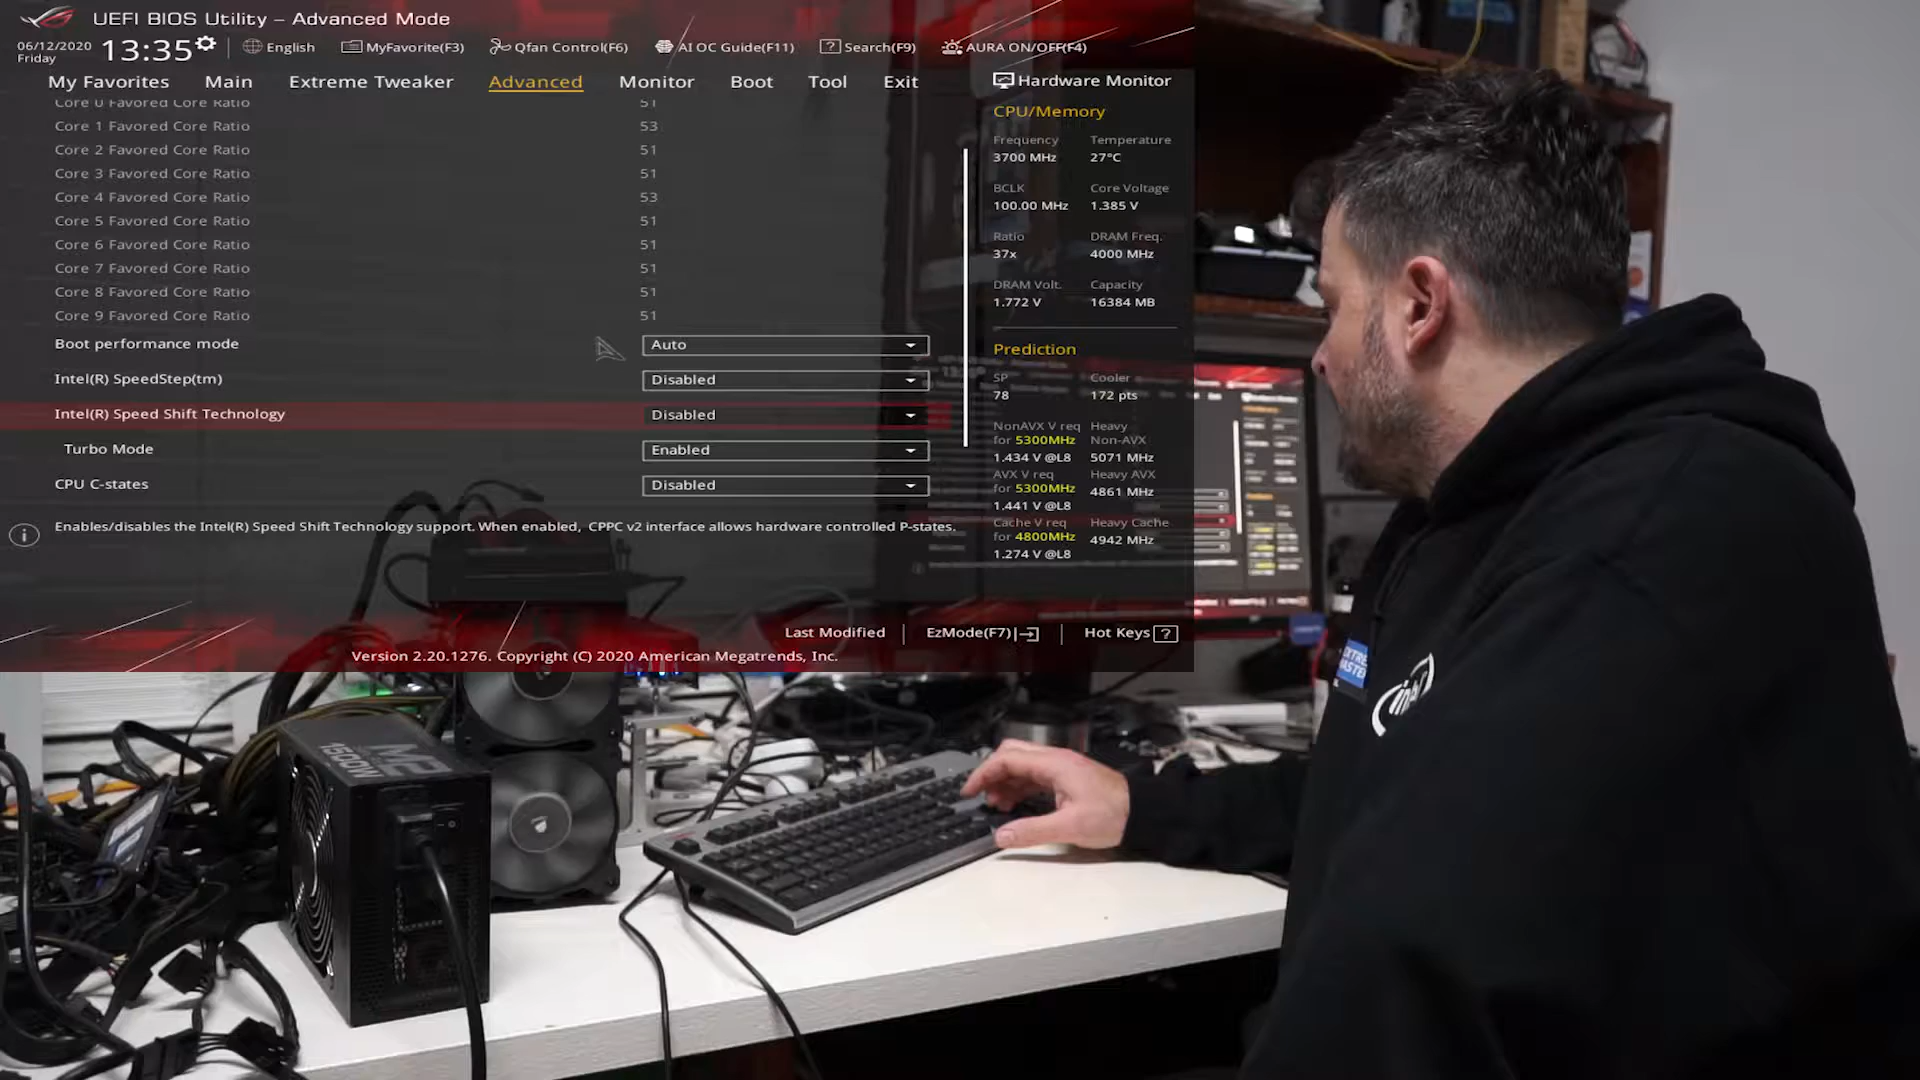 UEFI BIOS Utility – Advanced Mode
06/12/2020
Friday
13:35
English
MyFavorite(F3)
Qfan Control(F6)
AI OC Guide(F11)
Search(F9)
AURA ON/OFF(F4)
My Favorites
Main
Extreme Tweaker
Advanced
Monitor
Boot
Tool
Exit
Core 0 Favored Core Ratio 51
Core 1 Favored Core Ratio 53
Core 2 Favored Core Ratio 51
Core 3 Favored Core Ratio 51
Core 4 Favored Core Ratio 53
Core 5 Favored Core Ratio 51
Core 6 Favored Core Ratio 51
Core 7 Favored Core Ratio 51
Core 8 Favored Core Ratio 51
Core 9 Favored Core Ratio 51
Boot performance mode Auto
Intel(R) SpeedStep(tm) Disabled
Intel(R) Speed Shift Technology Disabled
Turbo Mode Enabled
CPU C-states Disabled
Enables/disables the Intel(R) Speed Shift Technology support. When enabled, CPPC v2 interface allows hardware controlled P-states.
Hardware Monitor
CPU/Memory
Frequency Temperature
3700 MHz 27°C
BCLK Core Voltage
100.00 MHz 1.385 V
Ratio DRAM Freq.
37x 4000 MHz
DRAM Volt. Capacity
1.772 V 16384 MB
Prediction
SP Cooler
78 172 pts
NonAVX V req Heavy
for 5300MHz Non-AVX
1.434 V @L8 5071 MHz
AVX V req Heavy AVX
for 5300MHz 4861 MHz
1.441 V @L8
Cache V req Heavy Cache
for 4800MHz 4942 MHz
1.274 V @L8
Last Modified
EzMode(F7)
Hot Keys ?
Version 2.20.1276. Copyright (C) 2020 American Megatrends, Inc.
1500W
intel